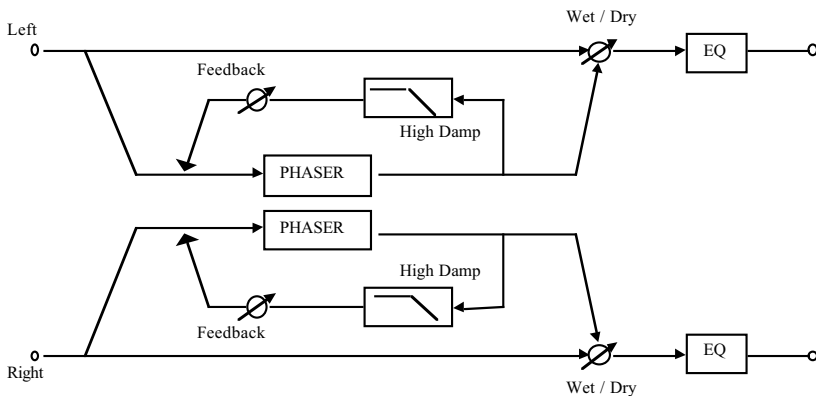 Wet / Dry
Left
EQ
Feedback
High Damp
PHASER
PHASER
High Damp
Feedback
EQ
Right
Wet / Dry